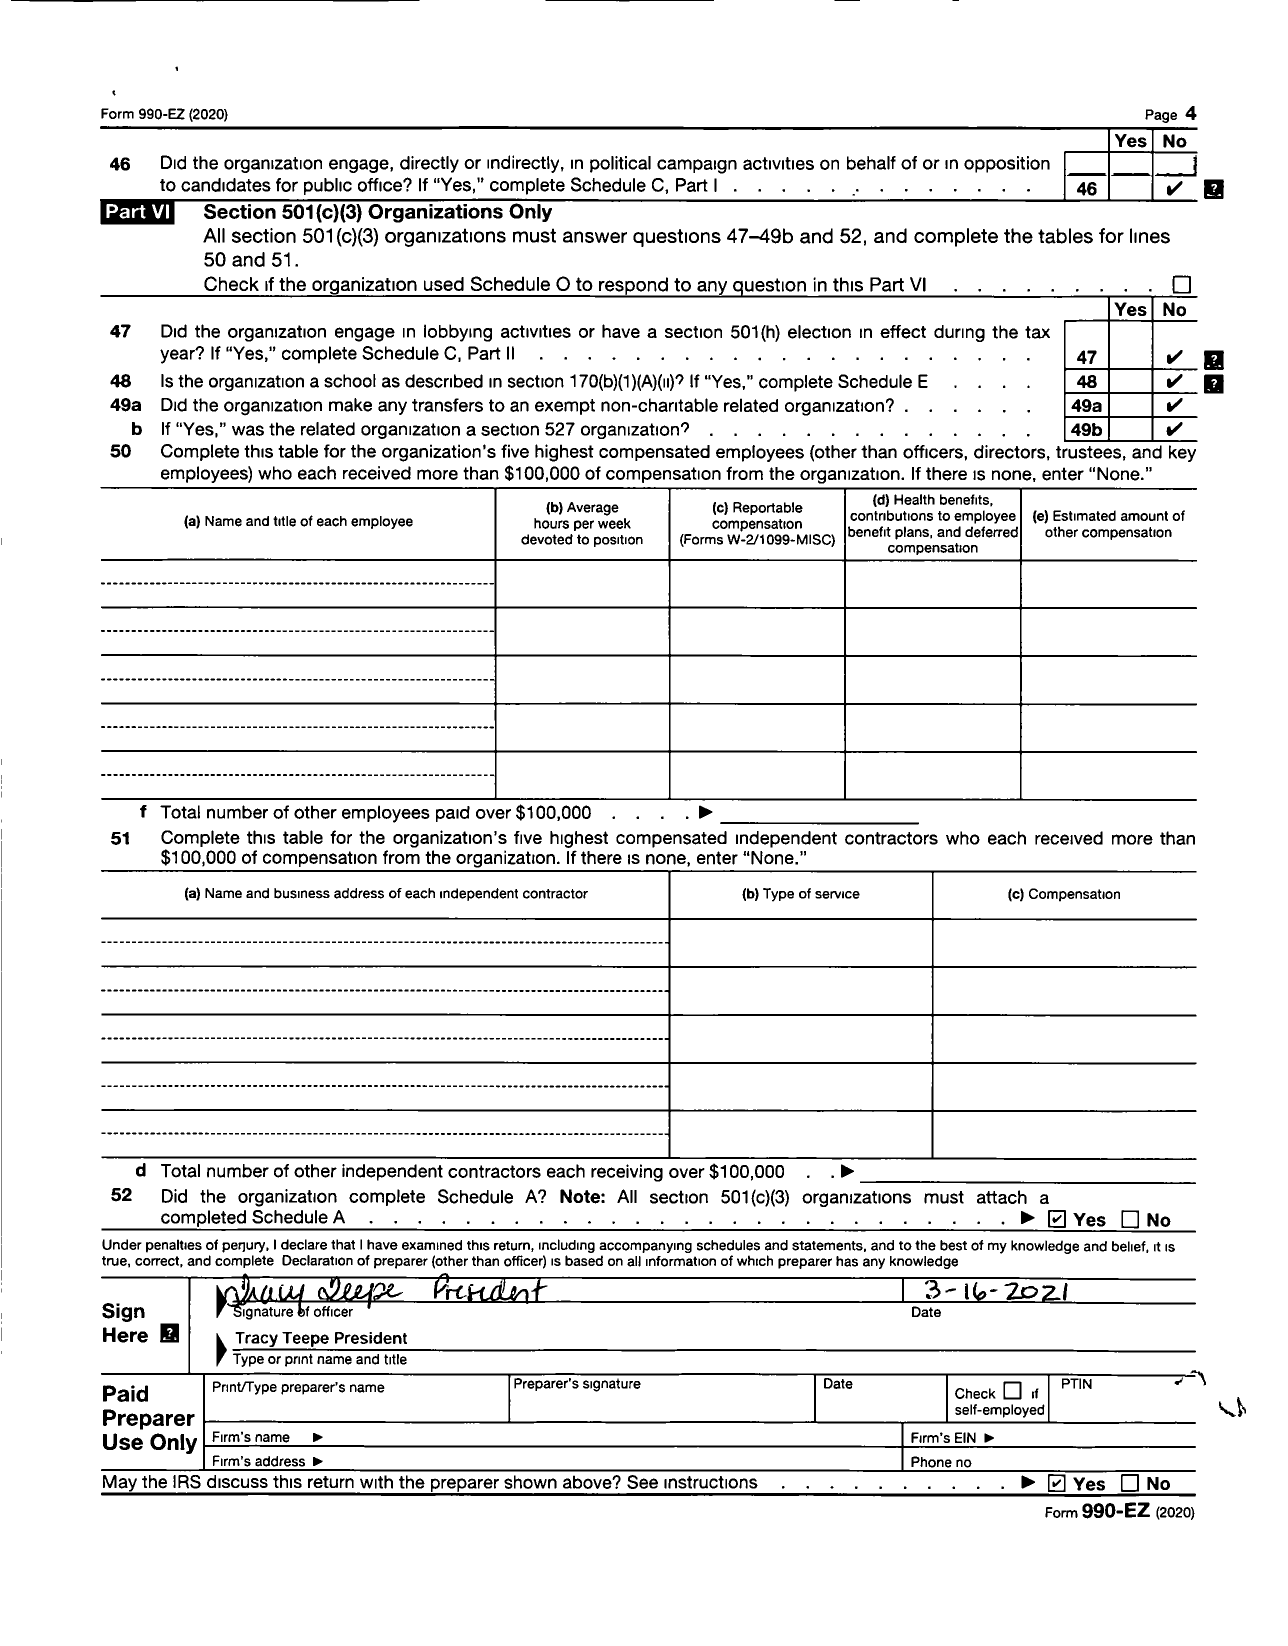 Form 990-EZ (2020) Page 4
Yes No
46 Did the organization engage, directly or indirectly, in political campaign activities on behalf of or in opposition
to candidates for public office? If "Yes," complete Schedule C, Part I . . . . . . . . . . . . . 46 ✔ ?
Part VI Section 501(c)(3) Organizations Only
All section 501(c)(3) organizations must answer questions 47–49b and 52, and complete the tables for lines
50 and 51.
Check if the organization used Schedule O to respond to any question in this Part VI . . . . . . . . . ☐
Yes No
47 Did the organization engage in lobbying activities or have a section 501(h) election in effect during the tax
year? If "Yes," complete Schedule C, Part II . . . . . . . . . . . . . . . . . 47 ✔ ?
48 Is the organization a school as described in section 170(b)(1)(A)(ii)? If "Yes," complete Schedule E . . . . 48 ✔ ?
49a Did the organization make any transfers to an exempt non-charitable related organization? . . . . . . 49a ✔
b If "Yes," was the related organization a section 527 organization? . . . . . . . . . . . . . . 49b ✔
50 Complete this table for the organization's five highest compensated employees (other than officers, directors, trustees, and key
employees) who each received more than $100,000 of compensation from the organization. If there is none, enter "None."
(a) Name and title of each employee
(b) Average
hours per week
devoted to position
(c) Reportable
compensation
(Forms W-2/1099-MISC)
(d) Health benefits,
contributions to employee
benefit plans, and deferred
compensation
(e) Estimated amount of
other compensation
f Total number of other employees paid over $100,000 . . . . ▶
51 Complete this table for the organization's five highest compensated independent contractors who each received more than
$100,000 of compensation from the organization. If there is none, enter "None."
(a) Name and business address of each independent contractor (b) Type of service (c) Compensation
d Total number of other independent contractors each receiving over $100,000 . . ▶
52 Did the organization complete Schedule A? Note: All section 501(c)(3) organizations must attach a
completed Schedule A . . . . . . . . . . . . . . . . . . . . . . ▶ ☑ Yes ☐ No
Under penalties of perjury, I declare that I have examined this return, including accompanying schedules and statements, and to the best of my knowledge and belief, it is
true, correct, and complete Declaration of preparer (other than officer) is based on all information of which preparer has any knowledge
Sign
Here ?
Tracy Teepe President 3-16-2021
Signature of officer Date
Tracy Teepe President
Type or print name and title
Paid
Preparer
Use Only
Print/Type preparer's name Preparer's signature Date Check ☐ if
self-employed PTIN
Firm's name ▶ Firm's EIN ▶
Firm's address ▶ Phone no
May the IRS discuss this return with the preparer shown above? See instructions . . . . . . . . . . ▶ ☑ Yes ☐ No
Form 990-EZ (2020)